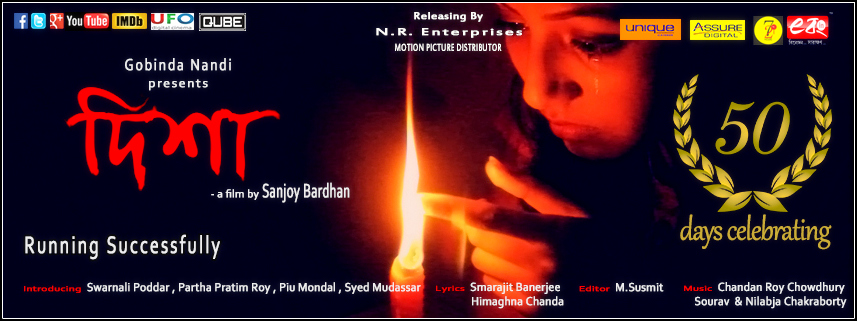 f You Tube IMDb UFO digital cinema QUBE
Releasing By
N.R. Enterprises
MOTION PICTURE DISTRIBUTOR
unique
ASSURE
DIGITAL
Gobinda Nandi
presents
দিশা
- a film by Sanjoy Bardhan
50
days celebrating
Running Successfully
Introducing Swarnali Poddar , Partha Pratim Roy , Piu Mondal , Syed Mudassar
Lyrics Smarajit Banerjee
Himaghna Chanda
Editor M.Susmit
Music Chandan Roy Chowdhury
Sourav & Nilabja Chakraborty